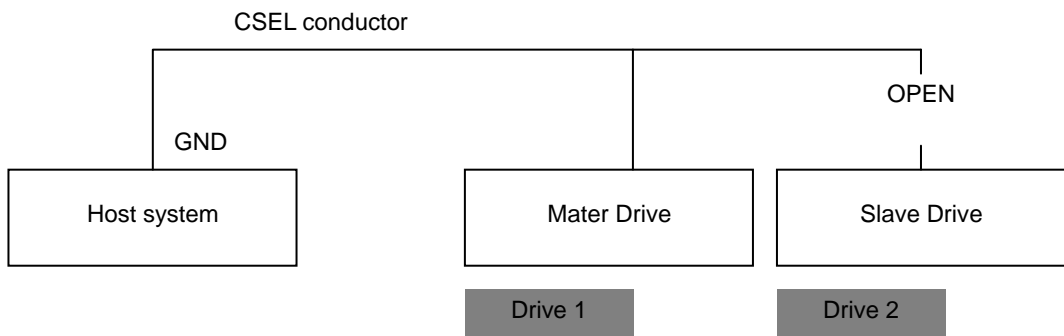 CSEL conductor
OPEN
GND
Host system
Mater Drive
Slave Drive
Drive 1
Drive 2